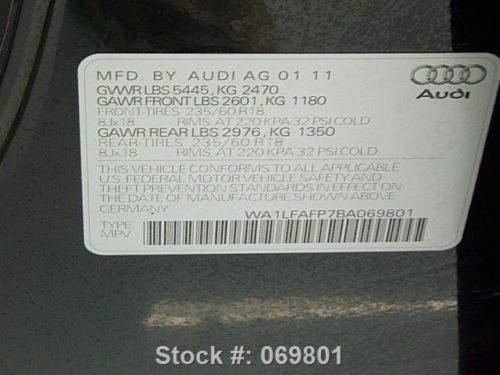 MFD. BY AUDI AG 01 11
GVWR LBS 5445, KG 2470
GAWR FRONT LBS 2601, KG 1180
FRONT-TIRES 235/60 R18
8Jx18 RIMS, AT 220 KPA 32 PSI COLD
GAWR REAR LBS 2976, KG 1350
REAR-TIRES 235/60 R18
8Jx18 RIMS, AT 220 KPA 32 PSI COLD
THIS VEHICLE CONFORMS TO ALL APPLICABLE
U.S. FEDERAL MOTOR VEHICLE SAFETY AND
THEFT PREVENTION STANDARDS IN EFFECT ON
THE DATE OF MANUFACTURE SHOWN ABOVE.
GERMANY WA1LFAFP7BA069801
TYPE
MPV
Audi
Stock #: 069801